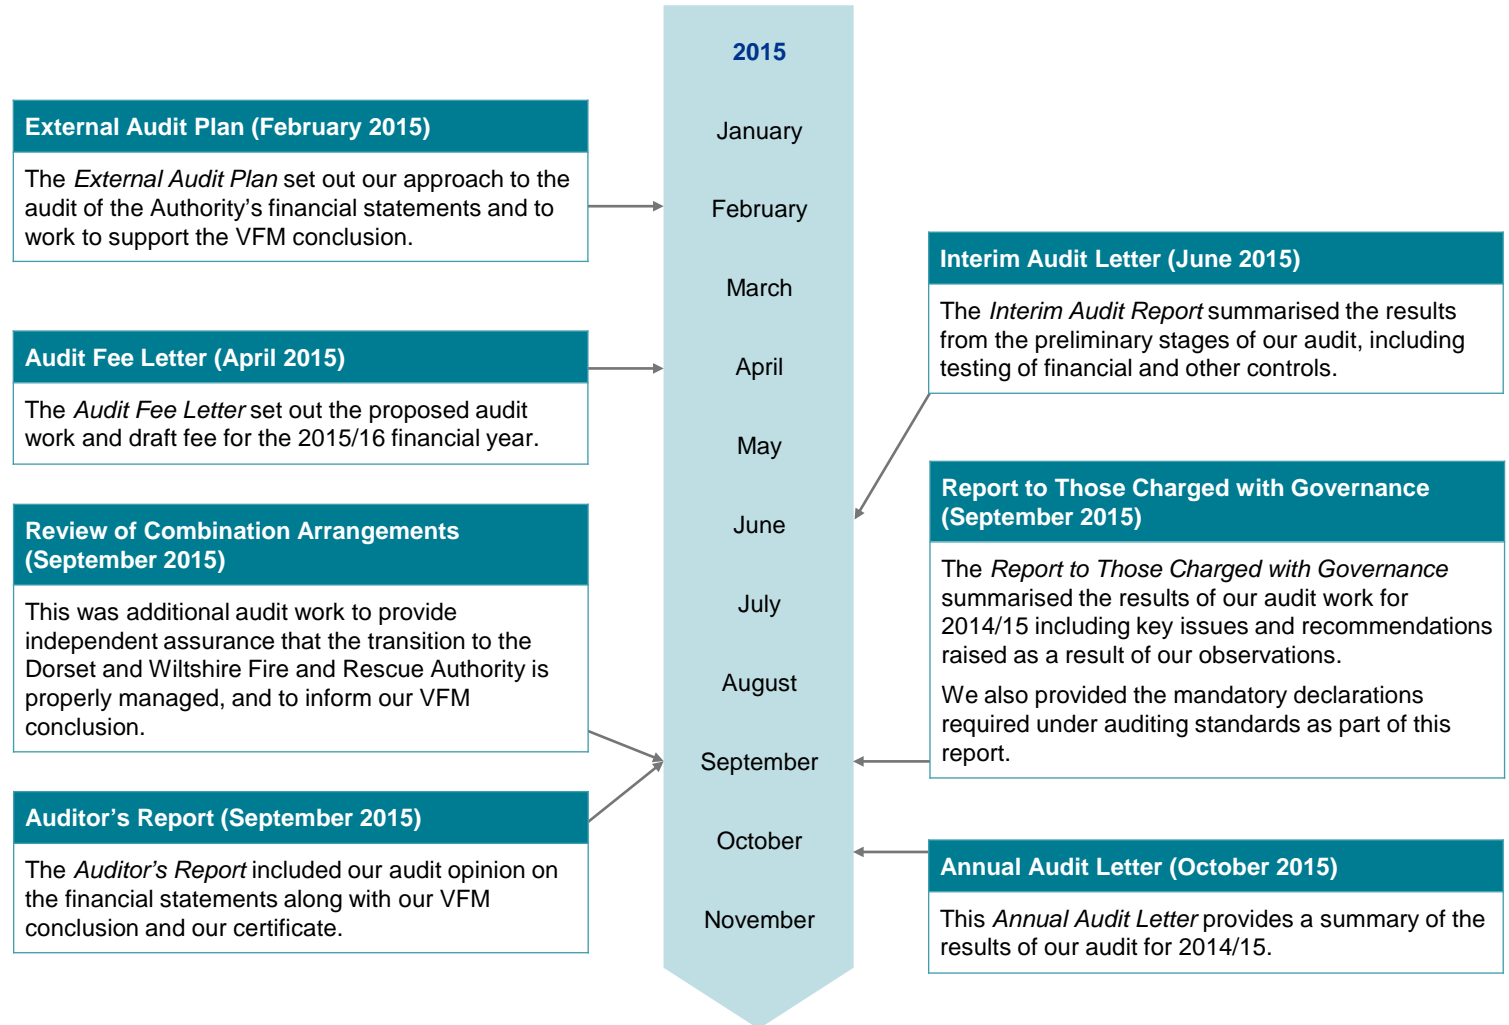 External Audit Plan (February 2015)
The External Audit Plan set out our approach to the
audit of the Authority’s financial statements and to
work to support the VFM conclusion.
Audit Fee Letter (April 2015)
The Audit Fee Letter set out the proposed audit
work and draft fee for the 2015/16 financial year.
Review of Combination Arrangements
(September 2015)
This was additional audit work to provide
independent assurance that the transition to the
Dorset and Wiltshire Fire and Rescue Authority is
properly managed, and to inform our VFM
conclusion.
Auditor’s Report (September 2015)
The Auditor’s Report included our audit opinion on
the financial statements along with our VFM
conclusion and our certificate.
2015
January
February
March
April
May
June
July
August
September
October
November
Interim Audit Letter (June 2015)
The Interim Audit Report summarised the results
from the preliminary stages of our audit, including
testing of financial and other controls.
Report to Those Charged with Governance
(September 2015)
The Report to Those Charged with Governance
summarised the results of our audit work for
2014/15 including key issues and recommendations
raised as a result of our observations.
We also provided the mandatory declarations
required under auditing standards as part of this
report.
Annual Audit Letter (October 2015)
This Annual Audit Letter provides a summary of the
results of our audit for 2014/15.